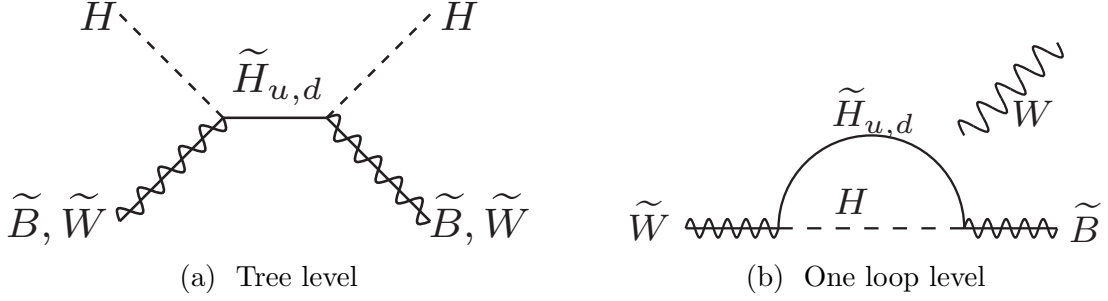 H H
H̃u,d
B̃, W̃ B̃, W̃
(a) Tree level
H̃u,d
W
H
W̃ B̃
(b) One loop level